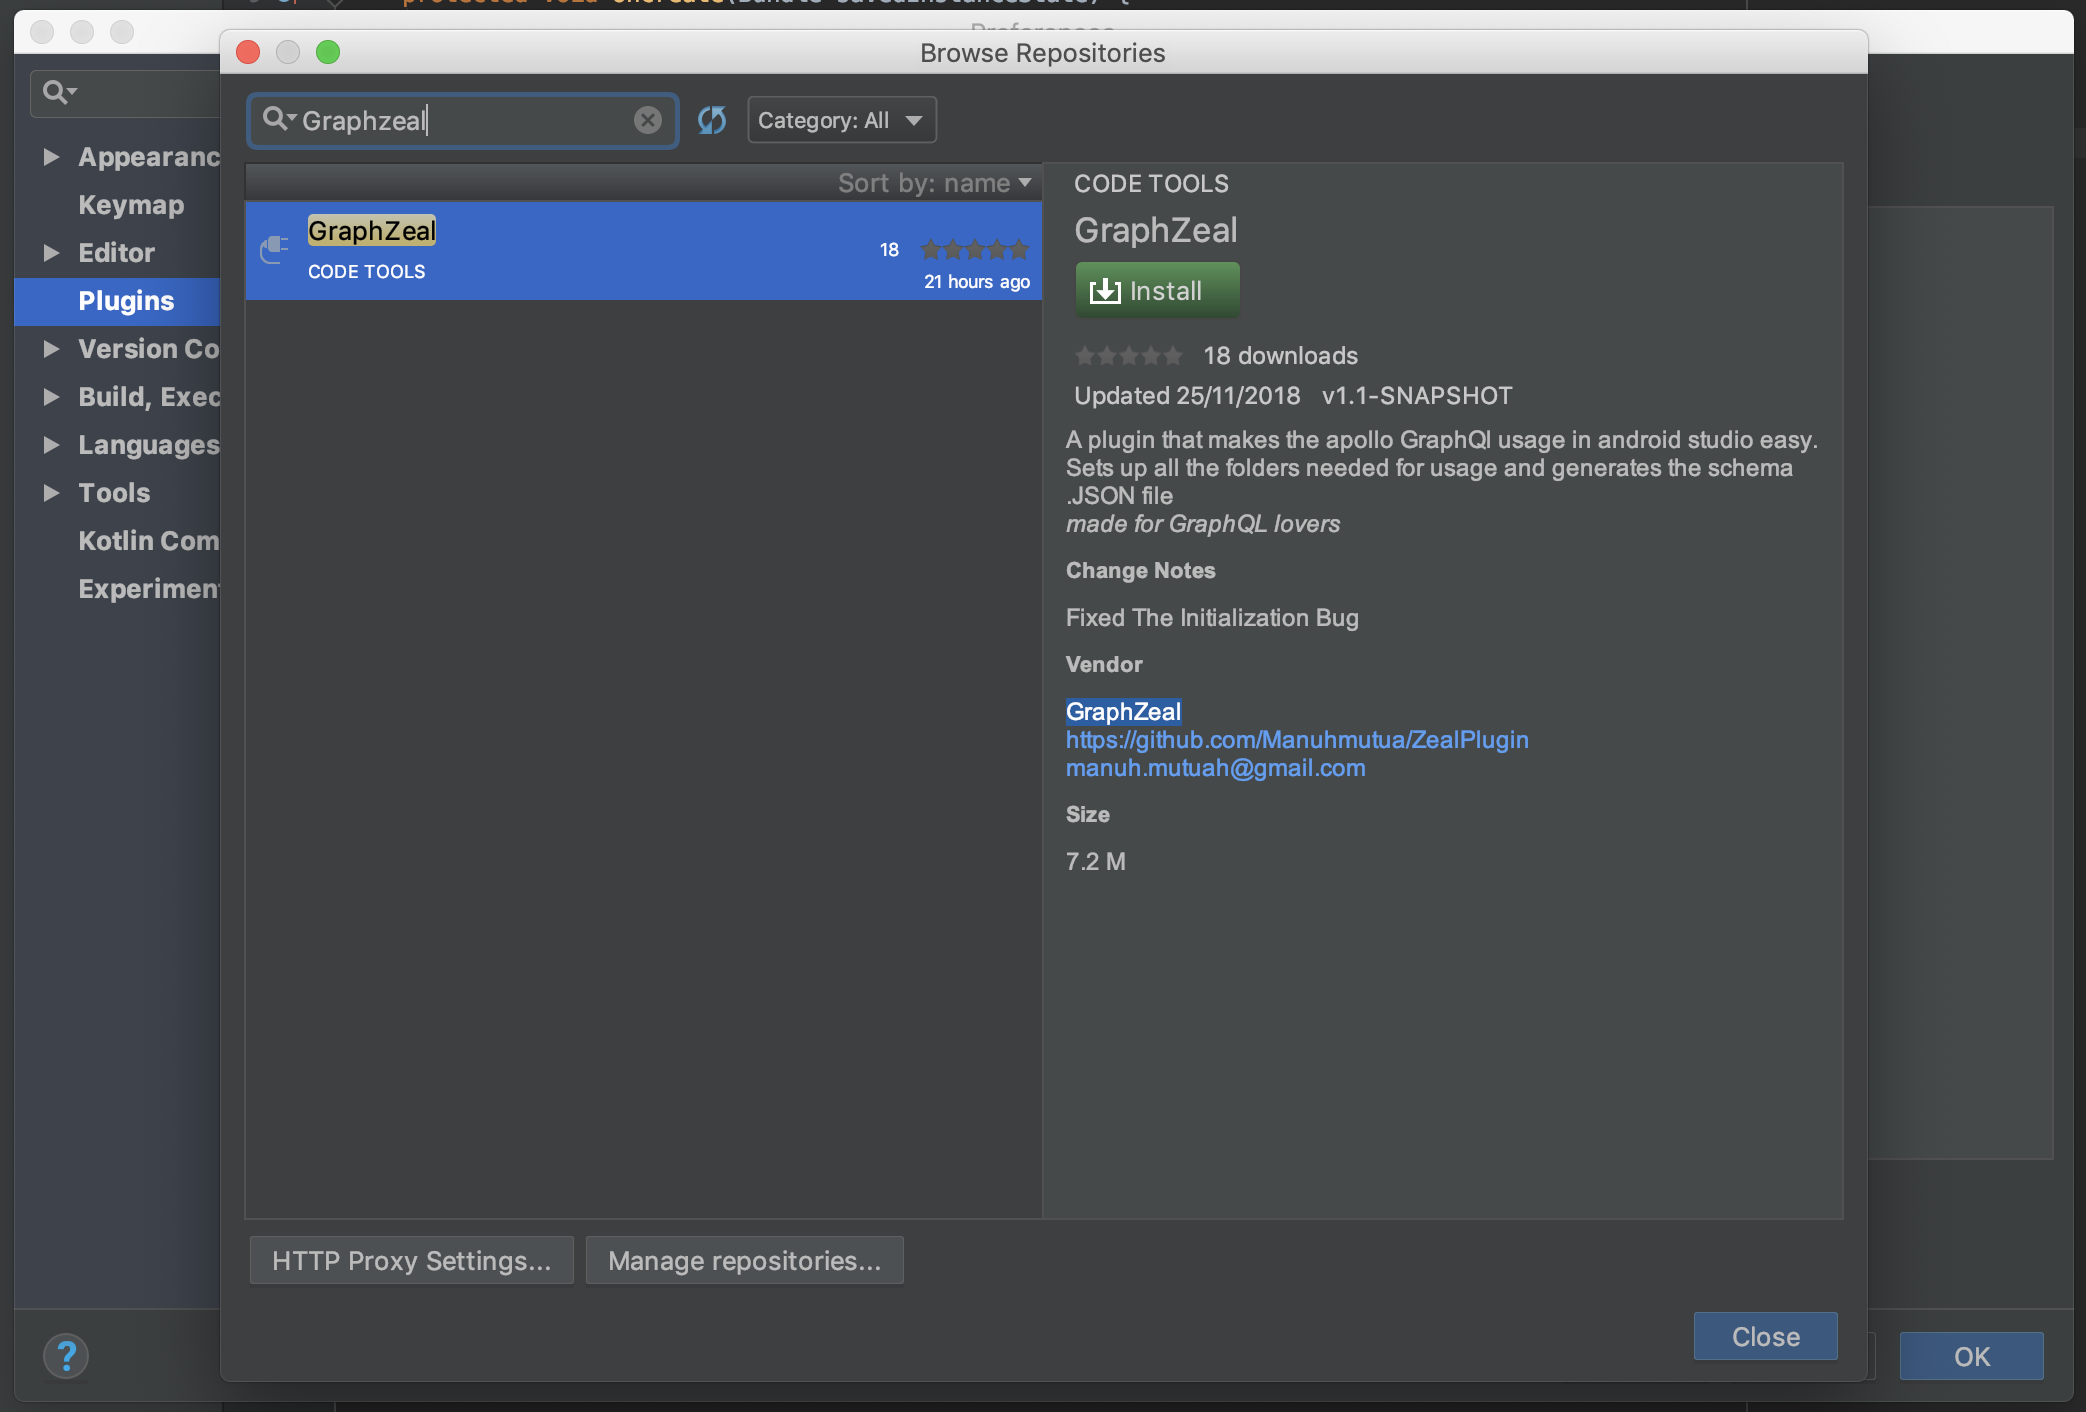 protected void onCreate(Bundle savedInstanceState) {
Browse Repositories
Graphzeal
Category: All
Appearanc
Keymap
Editor
Plugins
Version Co
Build, Exec
Languages
Tools
Kotlin Com
Experimen
Sort by: name
GraphZeal
18
CODE TOOLS
21 hours ago
CODE TOOLS
GraphZeal
Install
18 downloads
Updated 25/11/2018 v1.1-SNAPSHOT
A plugin that makes the apollo GraphQl usage in android studio easy.
Sets up all the folders needed for usage and generates the schema
.JSON file
made for GraphQL lovers
Change Notes
Fixed The Initialization Bug
Vendor
GraphZeal
https://github.com/Manuhmutua/ZealPlugin
manuh.mutuah@gmail.com
Size
7.2 M
HTTP Proxy Settings...
Manage repositories...
Close
?
OK